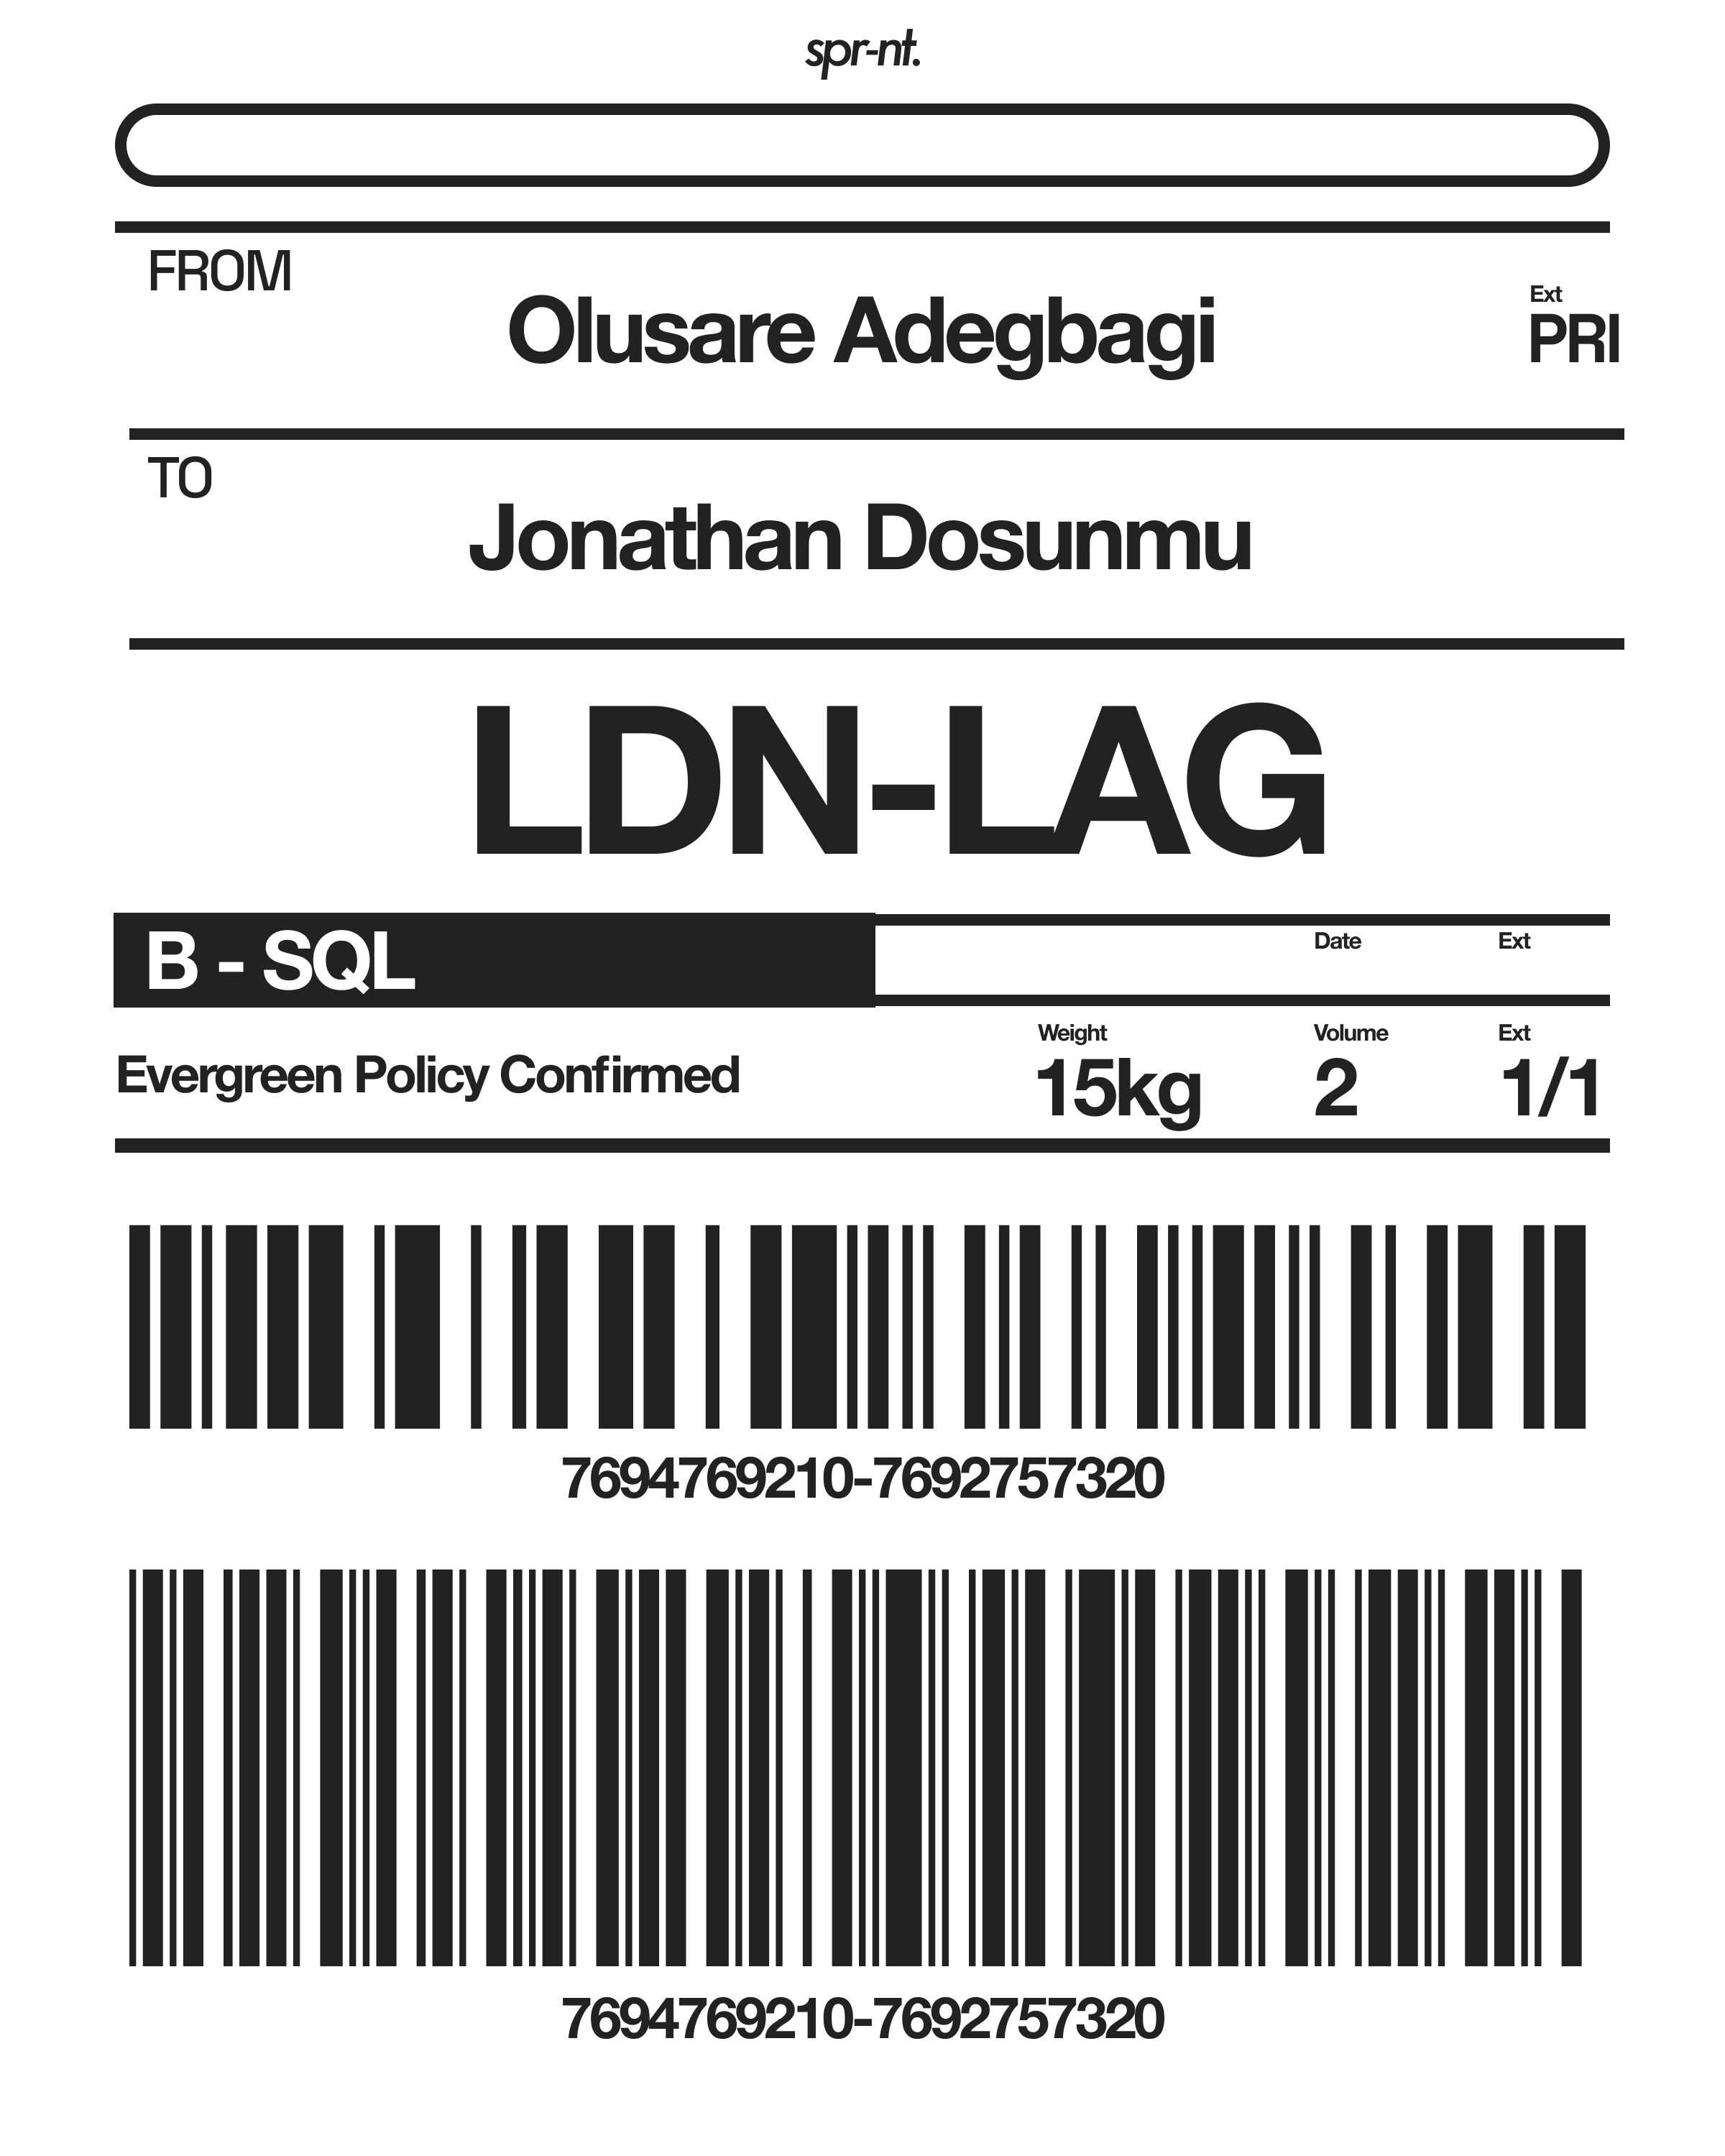 spr-nt.
FROM
Ext
Olusare Adegbagi PRI
TO
Jonathan Dosunmu
LDN-LAG
B - SQL
Date Ext
Weight Volume Ext
Evergreen Policy Confirmed 15kg 2 1/1
7694769210-7692757320
7694769210-7692757320